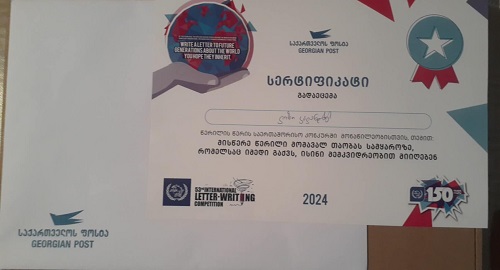 WRITE A LETTER TO FUTURE
GENERATIONS ABOUT THE WORLD
YOU HOPE THEY INHERIT
საქართველოს ფოსტა
GEORGIAN POST
სერტიფიკატი
გადაეცემა
წერილის წერის საერთაშორისო კონკურსში მონაწილეობისთვის, თემით:
მისწერე წერილი მომავალ თაობას სამყაროზე,
რომელსაც იმედი გაქვს, ისინი მემკვიდრეობით მიიღებენ
53rd INTERNATIONAL
LETTER-WRITING
COMPETITION
2024
150
საქართველოს ფოსტა
GEORGIAN POST